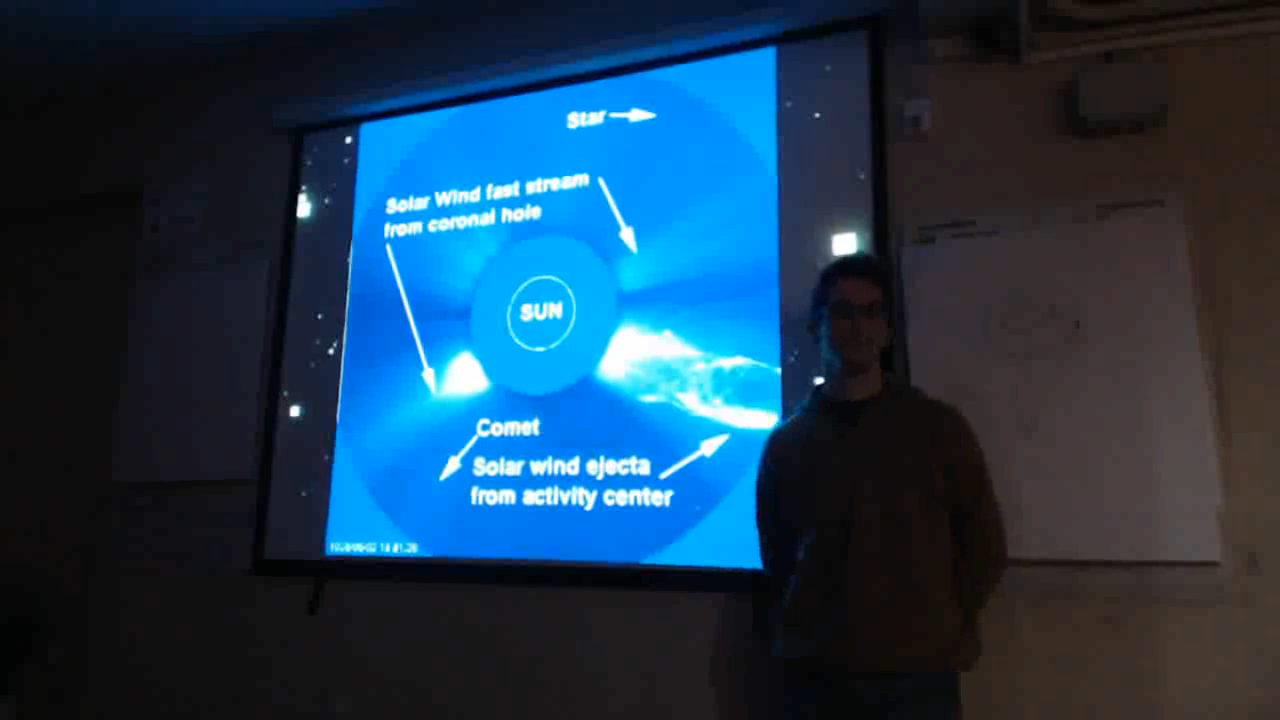 Star
Solar Wind fast stream
from coronal hole
SUN
Comet
Solar wind ejecta
from activity center